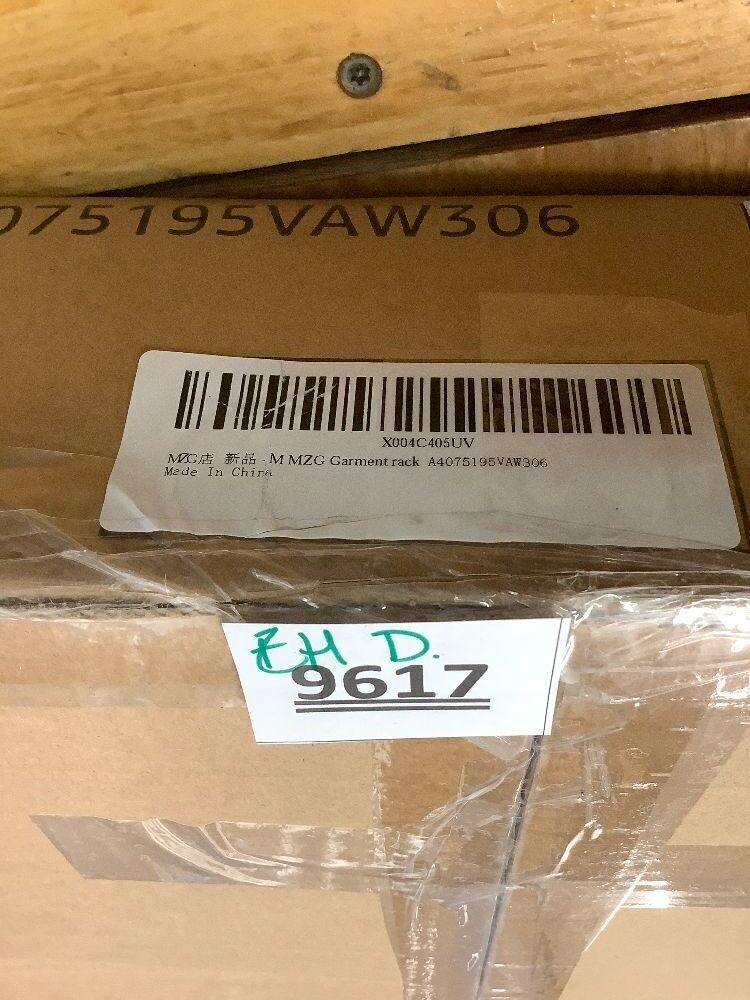 075195VAW306
X004C405UV
MZG店 新品 - M MZG Garment rack A4075195VAW306
Made In China
EH D.
9617